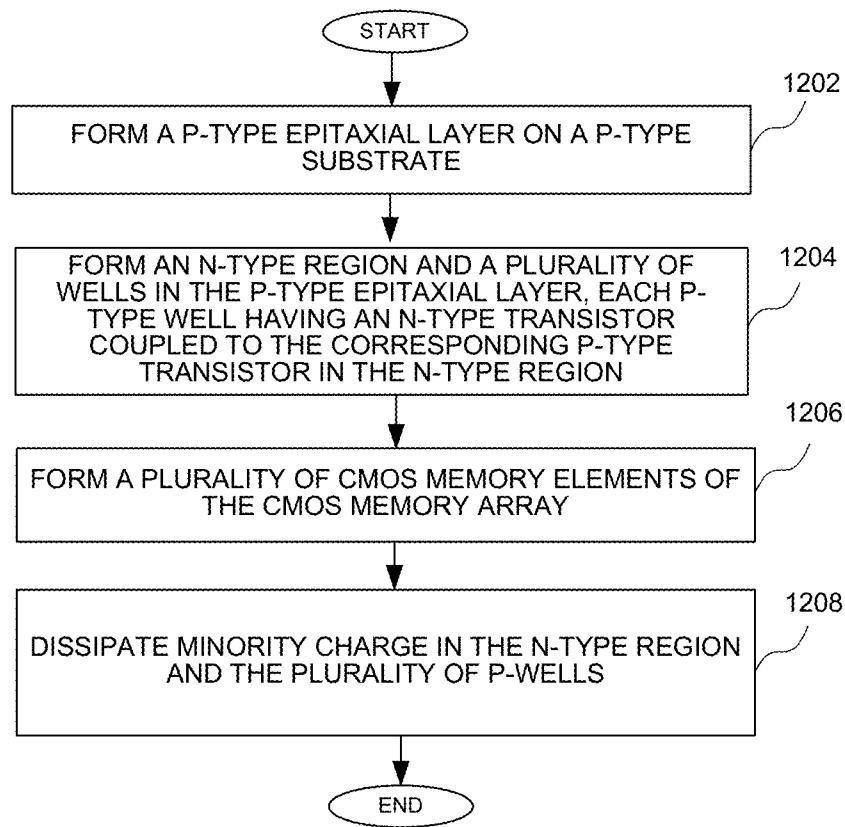 START
1202
FORM A P-TYPE EPITAXIAL LAYER ON A P-TYPE
SUBSTRATE
1204
FORM AN N-TYPE REGION AND A PLURALITY OF
WELLS IN THE P-TYPE EPITAXIAL LAYER, EACH P-
TYPE WELL HAVING AN N-TYPE TRANSISTOR
COUPLED TO THE CORRESPONDING P-TYPE
TRANSISTOR IN THE N-TYPE REGION
1206
FORM A PLURALITY OF CMOS MEMORY ELEMENTS OF
THE CMOS MEMORY ARRAY
1208
DISSIPATE MINORITY CHARGE IN THE N-TYPE REGION
AND THE PLURALITY OF P-WELLS
END